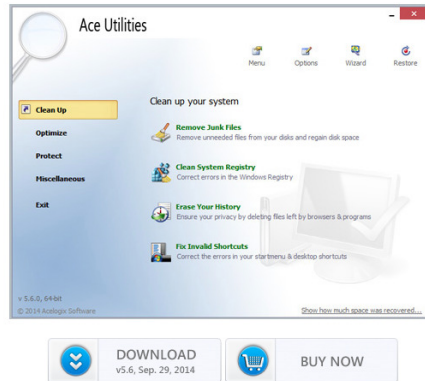 Ace Utilities
Menu Options Wizard Restore
Clean up your system
Clean Up
Optimize
Protect
Miscellaneous
Exit
Remove Junk Files
Remove unneeded files from your disks and regain disk space
Clean System Registry
Correct errors in the Windows Registry
Erase Your History
Ensure your privacy by deleting files left by browsers & programs
Fix Invalid Shortcuts
Correct the errors in your startmenu & desktop shortcuts
v 5.6.0, 64-bit
© 2014 Acelogix Software
Show how much space was recovered...
DOWNLOAD
v5.6, Sep. 29, 2014
BUY NOW